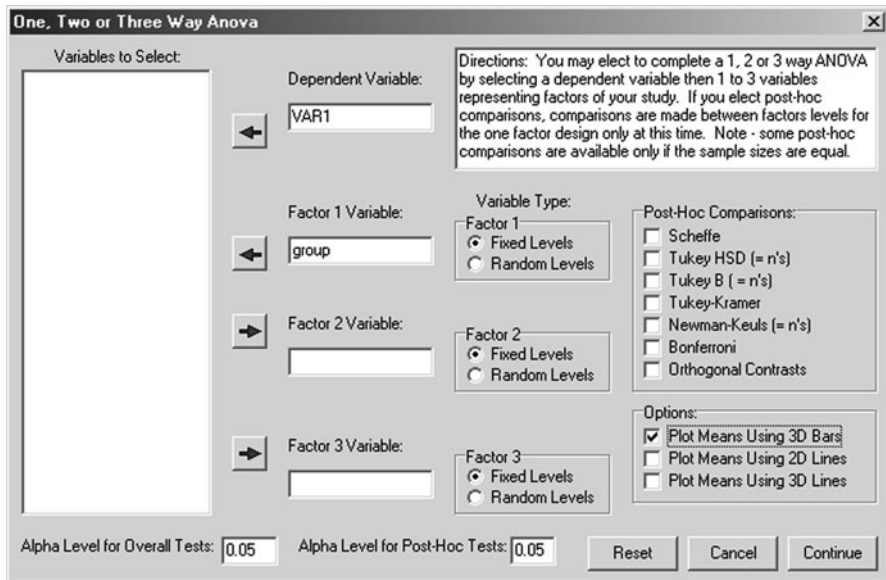 One, Two or Three Way Anova
Variables to Select:
Dependent Variable:
VAR1
Directions: You may elect to complete a 1, 2 or 3 way ANOVA
by selecting a dependent variable then 1 to 3 variables
representing factors of your study. If you elect post-hoc
comparisons, comparisons are made between factors levels for
the one factor design only at this time. Note - some post-hoc
comparisons are available only if the sample sizes are equal.
Factor 1 Variable:
group
Variable Type:
Factor 1
Fixed Levels
Random Levels
Factor 2 Variable:
Factor 2
Fixed Levels
Random Levels
Factor 3 Variable:
Factor 3
Fixed Levels
Random Levels
Post-Hoc Comparisons:
Scheffe
Tukey HSD (= n's)
Tukey B ( = n's)
Tukey-Kramer
Newman-Keuls (= n's)
Bonferroni
Orthogonal Contrasts
Options:
Plot Means Using 3D Bars
Plot Means Using 2D Lines
Plot Means Using 3D Lines
Alpha Level for Overall Tests: 0.05
Alpha Level for Post-Hoc Tests: 0.05
Reset
Cancel
Continue